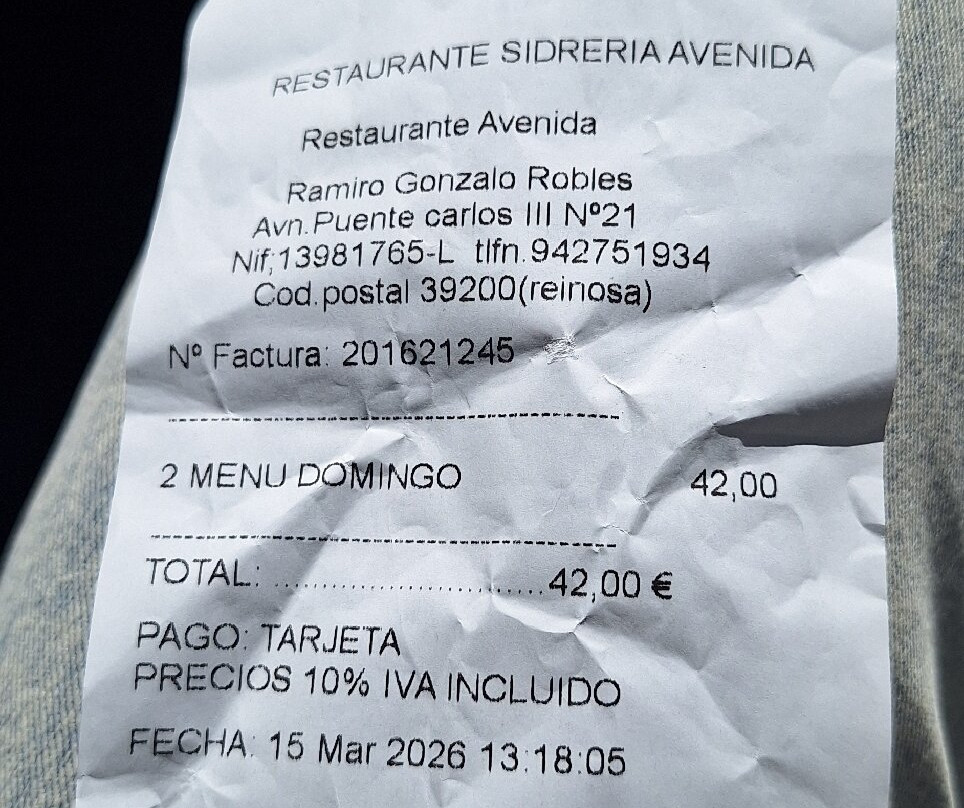 RESTAURANTE SIDRERIA AVENIDA
Restaurante Avenida
Ramiro Gonzalo Robles
Avn.Puente carlos III Nº21
Nif;13981765-L tlfn.942751934
Cod.postal 39200(reinosa)
Nº Factura: 201621245
--------------------------------------------------------
2 MENU DOMINGO 42,00
--------------------------------------------------------
TOTAL: ................................42,00 €
PAGO: TARJETA
PRECIOS 10% IVA INCLUIDO
FECHA: 15 Mar 2026 13:18:05